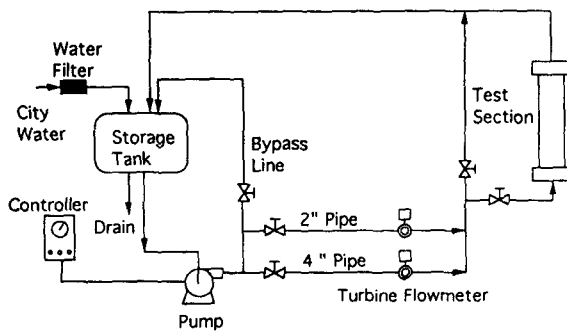 Water
Filter
City
Water
Storage
Tank
Bypass
Line
Test
Section
Controller
Drain
2" Pipe
4 " Pipe
Turbine Flowmeter
Pump